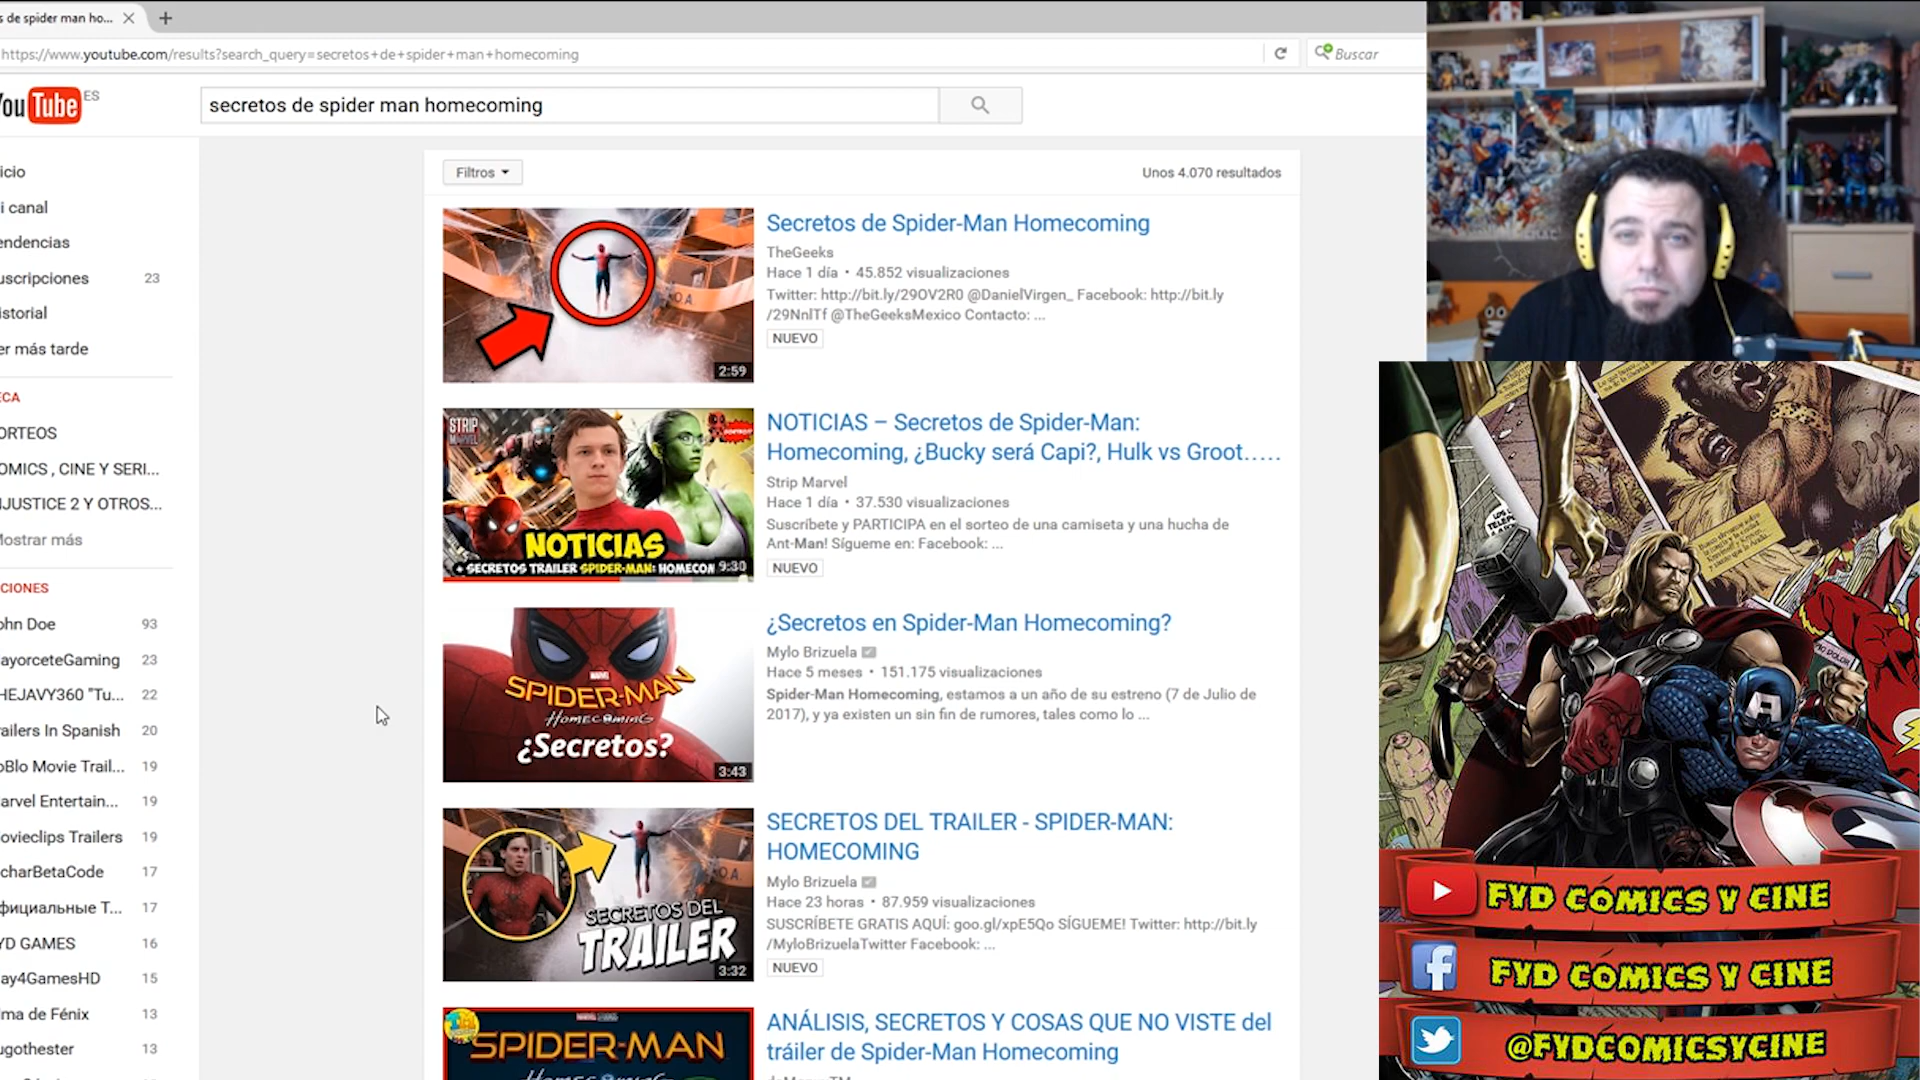 s de spider man ho...
https://www.youtube.com/results?search_query=secretos+de+spider+man+homecoming
Buscar
You Tube ES
secretos de spider man homecoming
Filtros
Unos 4.070 resultados
icio
i canal
endencias
uscripciones 23
istorial
er más tarde
ECA
ORTEOS
OMICS , CINE Y SERI...
NJUSTICE 2 Y OTROS...
Mostrar más
CIONES
ohn Doe 93
ayorceteGaming 23
HEJAVY360 "Tu... 22
railers In Spanish 20
oBlo Movie Trail... 19
arvel Entertain... 19
ovieclips Trailers 19
charBetaCode 17
фициальные Т... 17
YD GAMES 16
lay4GamesHD 15
lma de Fénix 13
ugothester 13
2:59
Secretos de Spider-Man Homecoming
TheGeeks
Hace 1 día • 45.852 visualizaciones
Twitter: http://bit.ly/29OV2R0 @DanielVirgen_ Facebook: http://bit.ly
/29NnlTf @TheGeeksMexico Contacto: ...
NUEVO
STRIP
MARVEL
NOTICIAS
+ SECRETOS TRAILER SPIDER-MAN: HOMECOM
9:30
NOTICIAS – Secretos de Spider-Man:
Homecoming, ¿Bucky será Capi?, Hulk vs Groot.....
Strip Marvel
Hace 1 día • 37.530 visualizaciones
Suscríbete y PARTICIPA en el sorteo de una camiseta y una hucha de
Ant-Man! Sígueme en: Facebook: ...
NUEVO
MARVEL
SPIDER-MAN
HOMECOMING
¿Secretos?
3:43
¿Secretos en Spider-Man Homecoming?
Mylo Brizuela
Hace 5 meses • 151.175 visualizaciones
Spider-Man Homecoming, estamos a un año de su estreno (7 de Julio de
2017), y ya existen un sin fin de rumores, tales como lo ...
SECRETOS DEL
TRAILER
3:32
SECRETOS DEL TRAILER - SPIDER-MAN:
HOMECOMING
Mylo Brizuela
Hace 23 horas • 87.959 visualizaciones
SUSCRÍBETE GRATIS AQUÍ: goo.gl/xpE5Qo SÍGUEME! Twitter: http://bit.ly
/MyloBrizuelaTwitter Facebook: ...
NUEVO
SPIDER-MAN
ANÁLISIS, SECRETOS Y COSAS QUE NO VISTE del
tráiler de Spider-Man Homecoming
FYD COMICS Y CINE
FYD COMICS Y CINE
@FYDCOMICSYCINE